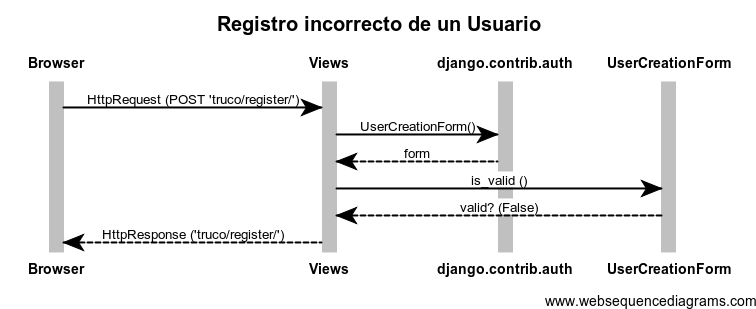 Registro incorrecto de un Usuario
Browser Views django.contrib.auth UserCreationForm
HttpRequest (POST 'truco/register/')
UserCreationForm()
form
is_valid ()
valid? (False)
HttpResponse ('truco/register/')
Browser Views django.contrib.auth UserCreationForm
www.websequencediagrams.com